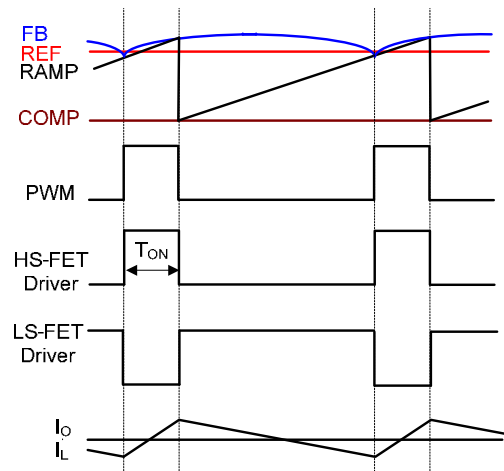 FB
REF
RAMP
COMP
PWM
TON
HS-FET
Driver
LS-FET
Driver
IO
IL